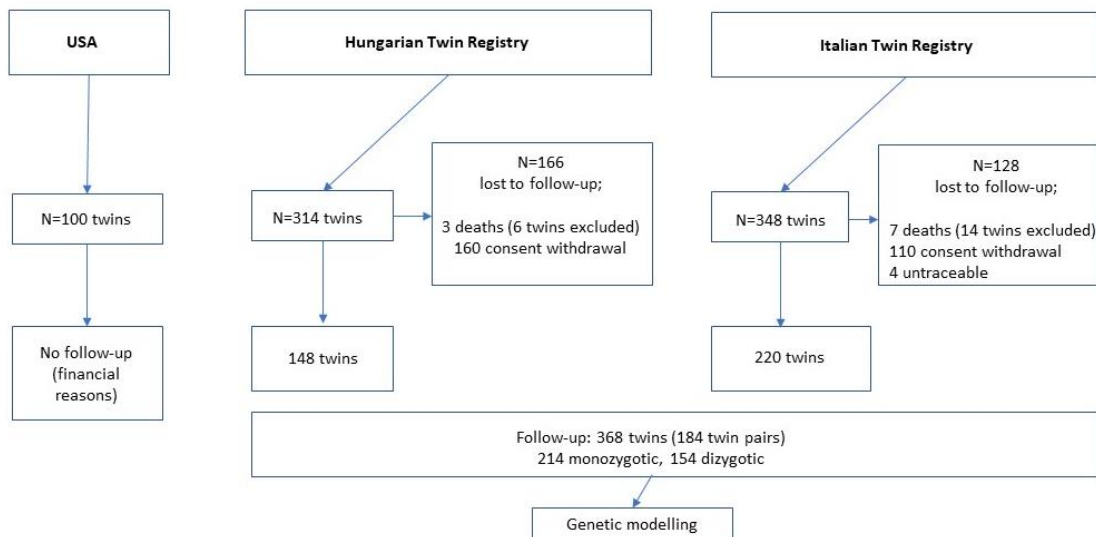 USA
Hungarian Twin Registry
Italian Twin Registry
N=100 twins
N=314 twins
N=166
lost to follow-up;
3 deaths (6 twins excluded)
160 consent withdrawal
N=348 twins
N=128
lost to follow-up;
7 deaths (14 twins excluded)
110 consent withdrawal
4 untraceable
No follow-up
(financial
reasons)
148 twins
220 twins
Follow-up: 368 twins (184 twin pairs)
214 monozygotic, 154 dizygotic
Genetic modelling